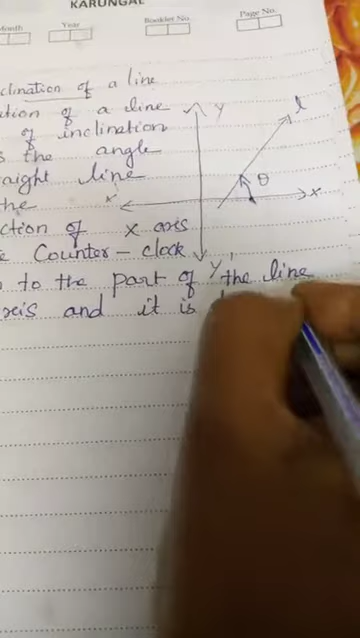 KARUNGAL
Month Year Booklet No. Page No.
clination of a line
tion of a line
of inclination
the angle
aight line
the
ction of X axis
Counter - clock
to the part of the line
axis and it is
Y
l
θ
X
X'
Y'